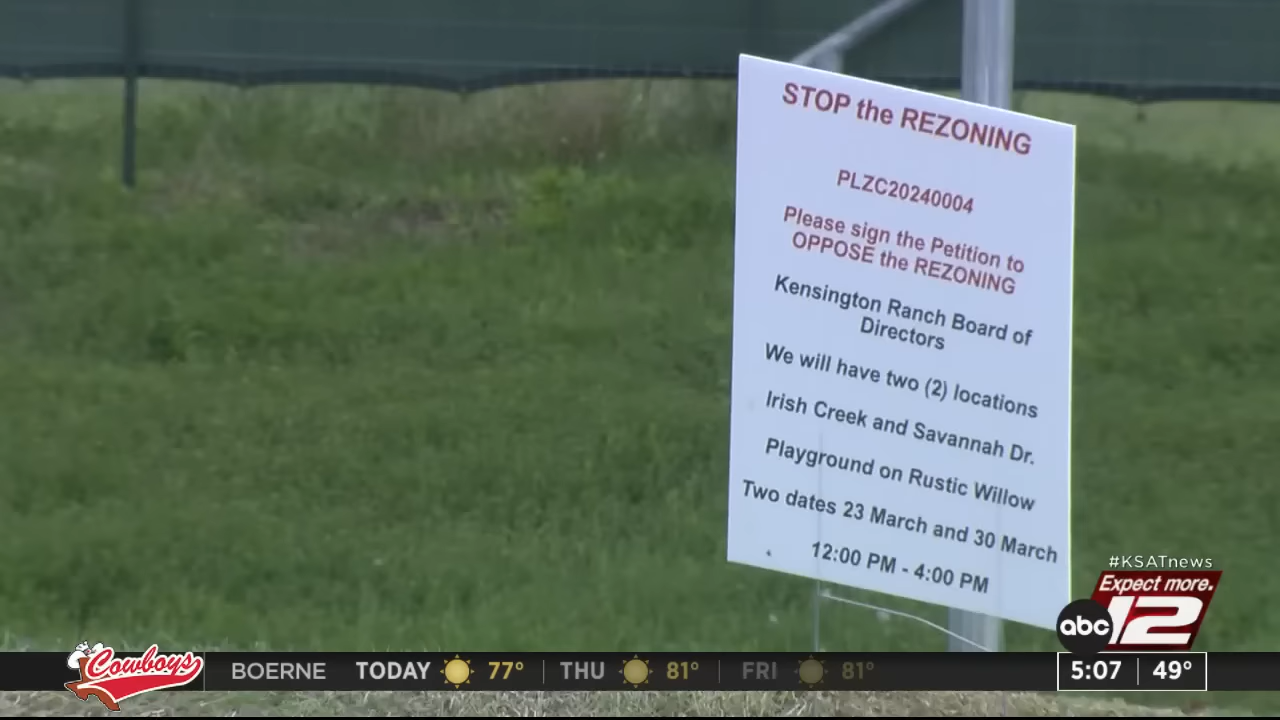 STOP the REZONING
PLZC20240004
Please sign the Petition to
OPPOSE the REZONING
Kensington Ranch Board of
Directors
We will have two (2) locations
Irish Creek and Savannah Dr.
Playground on Rustic Willow
Two dates 23 March and 30 March
12:00 PM - 4:00 PM
#KSATnews
Expect more.
abc 12
Cowboys BOERNE TODAY 77° THU 81° FRI 81° 5:07 49°